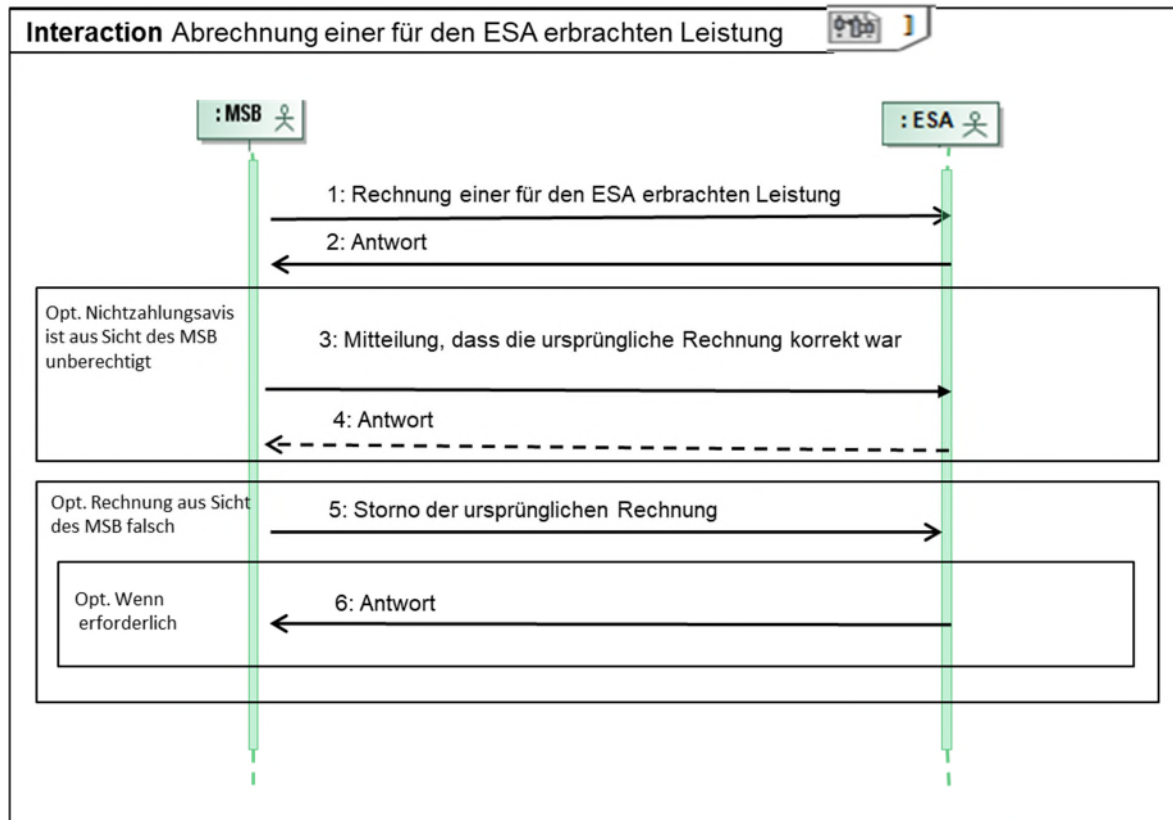 Interaction Abrechnung einer für den ESA erbrachten Leistung
: MSB
: ESA
1: Rechnung einer für den ESA erbrachten Leistung
2: Antwort
Opt. Nichtzahlungsavis
ist aus Sicht des MSB
unberechtigt
3: Mitteilung, dass die ursprüngliche Rechnung korrekt war
4: Antwort
Opt. Rechnung aus Sicht
des MSB falsch
5: Storno der ursprünglichen Rechnung
Opt. Wenn
erforderlich
6: Antwort